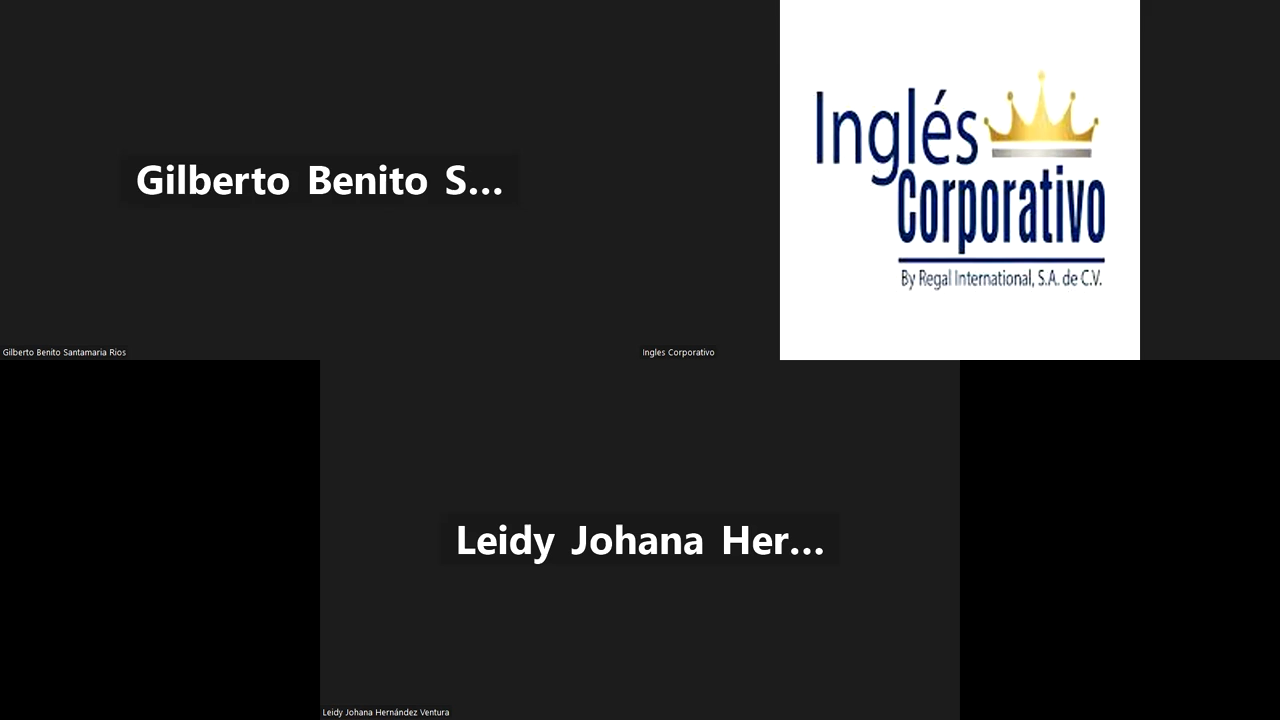 Gilberto Benito S...
Gilberto Benito Santamaria Rios
Inglés
Corporativo
By Regal International, S.A. de C.V.
Ingles Corporativo
Leidy Johana Her...
Leidy Johana Hernández Ventura